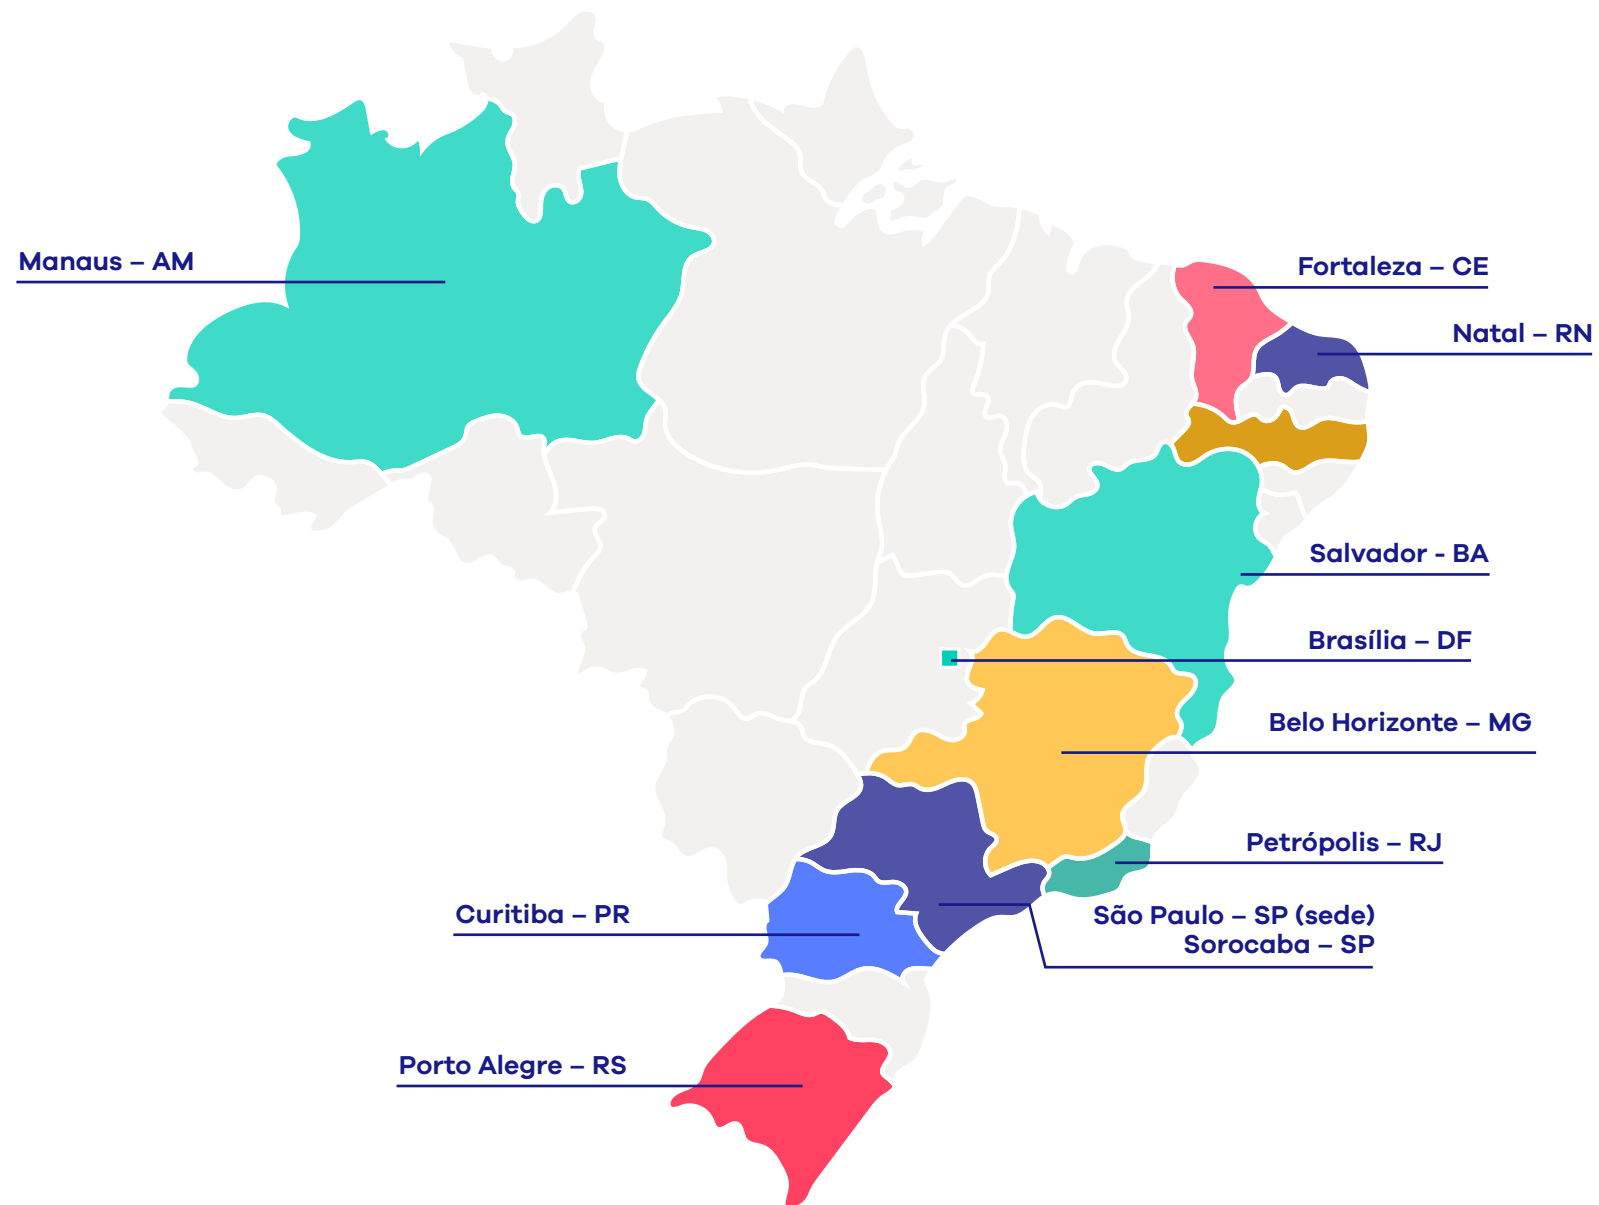 Manaus – AM
Fortaleza – CE
Natal – RN
Salvador - BA
Brasília – DF
Belo Horizonte – MG
Petrópolis – RJ
São Paulo – SP (sede)
Sorocaba – SP
Curitiba – PR
Porto Alegre – RS